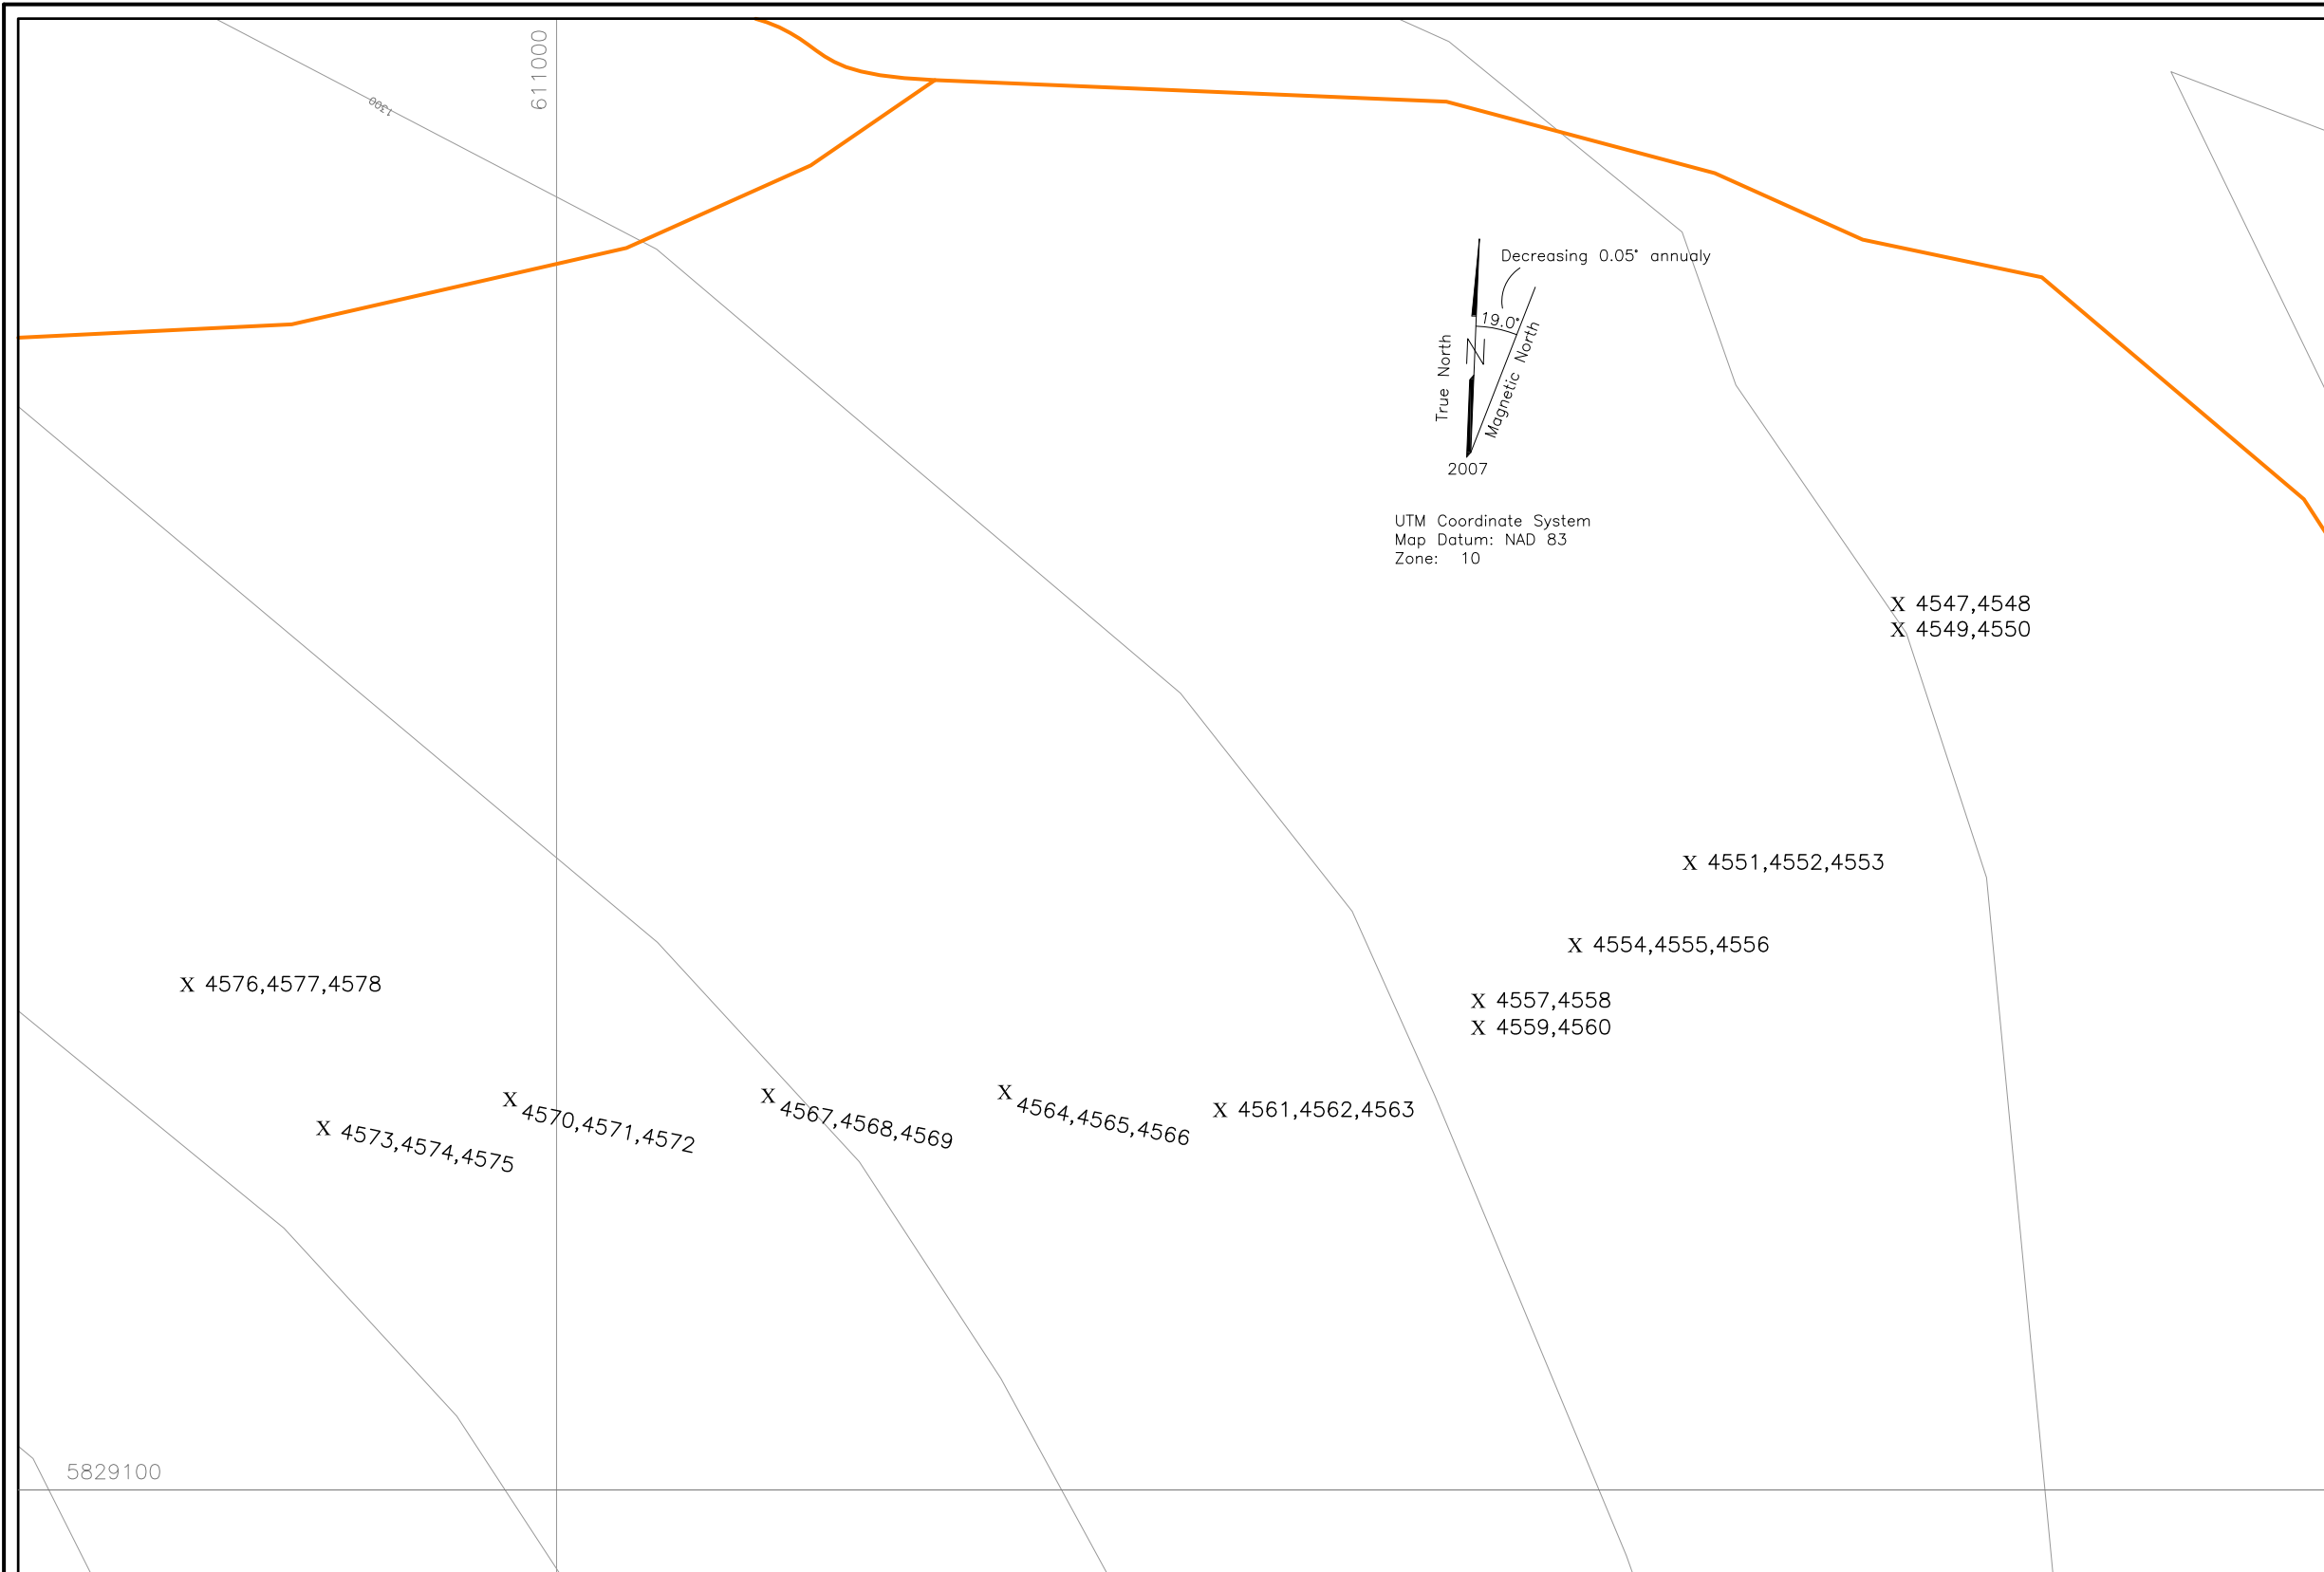 611000
1300
Decreasing 0.05° annualy
19.0°
True North
N
Magnetic North
2007
UTM Coordinate System
Map Datum: NAD 83
Zone: 10
X 4547,4548
X 4549,4550
X 4551,4552,4553
X 4554,4555,4556
X 4576,4577,4578
X 4557,4558
X 4559,4560
X 4573,4574,4575
X 4570,4571,4572
X 4567,4568,4569
X 4564,4565,4566
X 4561,4562,4563
5829100